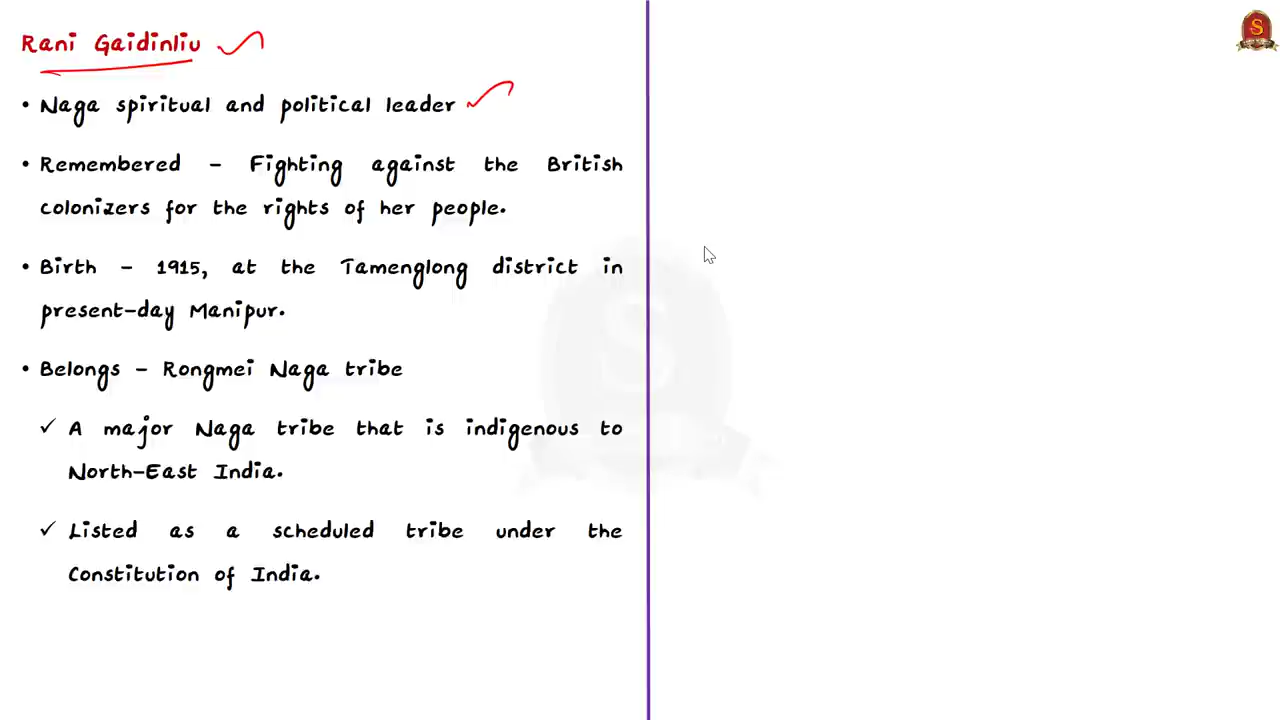 Rani Gaidinliu
• Naga spiritual and political leader
• Remembered – Fighting against the British
colonizers for the rights of her people.
• Birth – 1915, at the Tamenglong district in
present-day Manipur.
• Belongs – Rongmei Naga tribe
✓ A major Naga tribe that is indigenous to
North-East India.
✓ Listed as a scheduled tribe under the
Constitution of India.
S
S